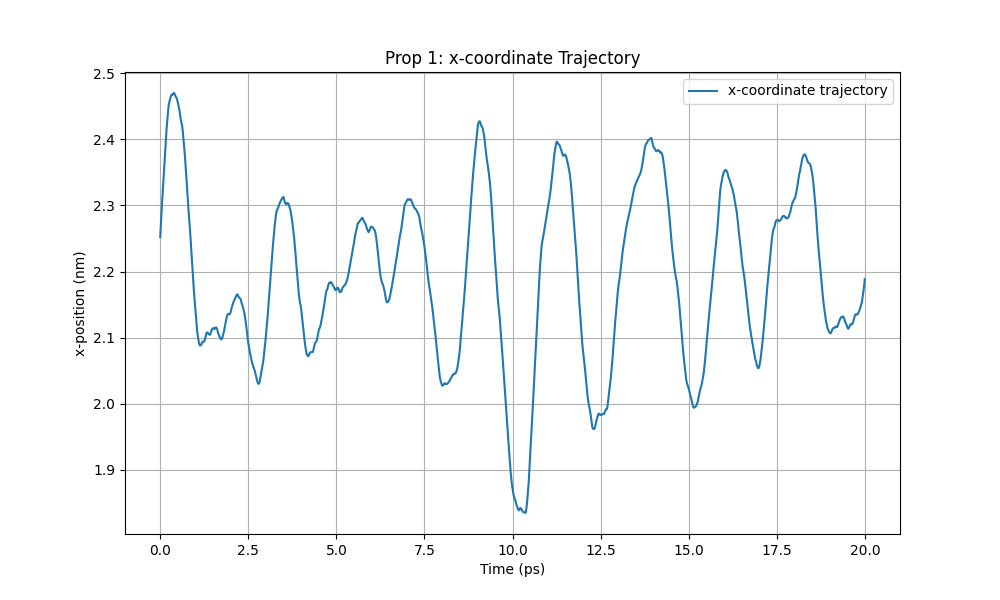 Prop 1: x-coordinate Trajectory
x-coordinate trajectory
x-position (nm)
2.5
2.4
2.3
2.2
2.1
2.0
1.9
0.0 2.5 5.0 7.5 10.0 12.5 15.0 17.5 20.0
Time (ps)